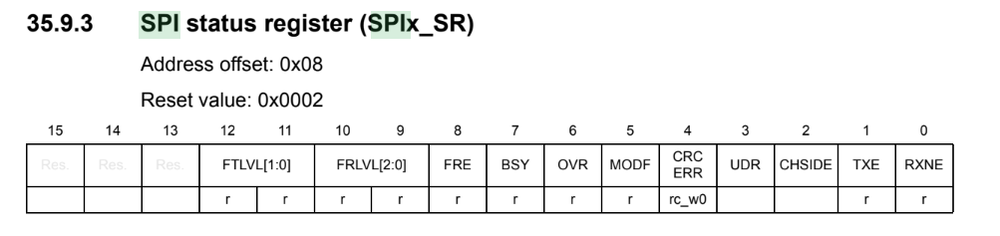 35.9.3 SPI status register (SPIx_SR)
Address offset: 0x08
Reset value: 0x0002
15 14 13 12 11 10 9 8 7 6 5 4 3 2 1 0
Res. Res. Res. FTLVL[1:0] FRLVL[2:0] FRE BSY OVR MODF CRC ERR UDR CHSIDE TXE RXNE
r r r r r r r r rc_w0 r r